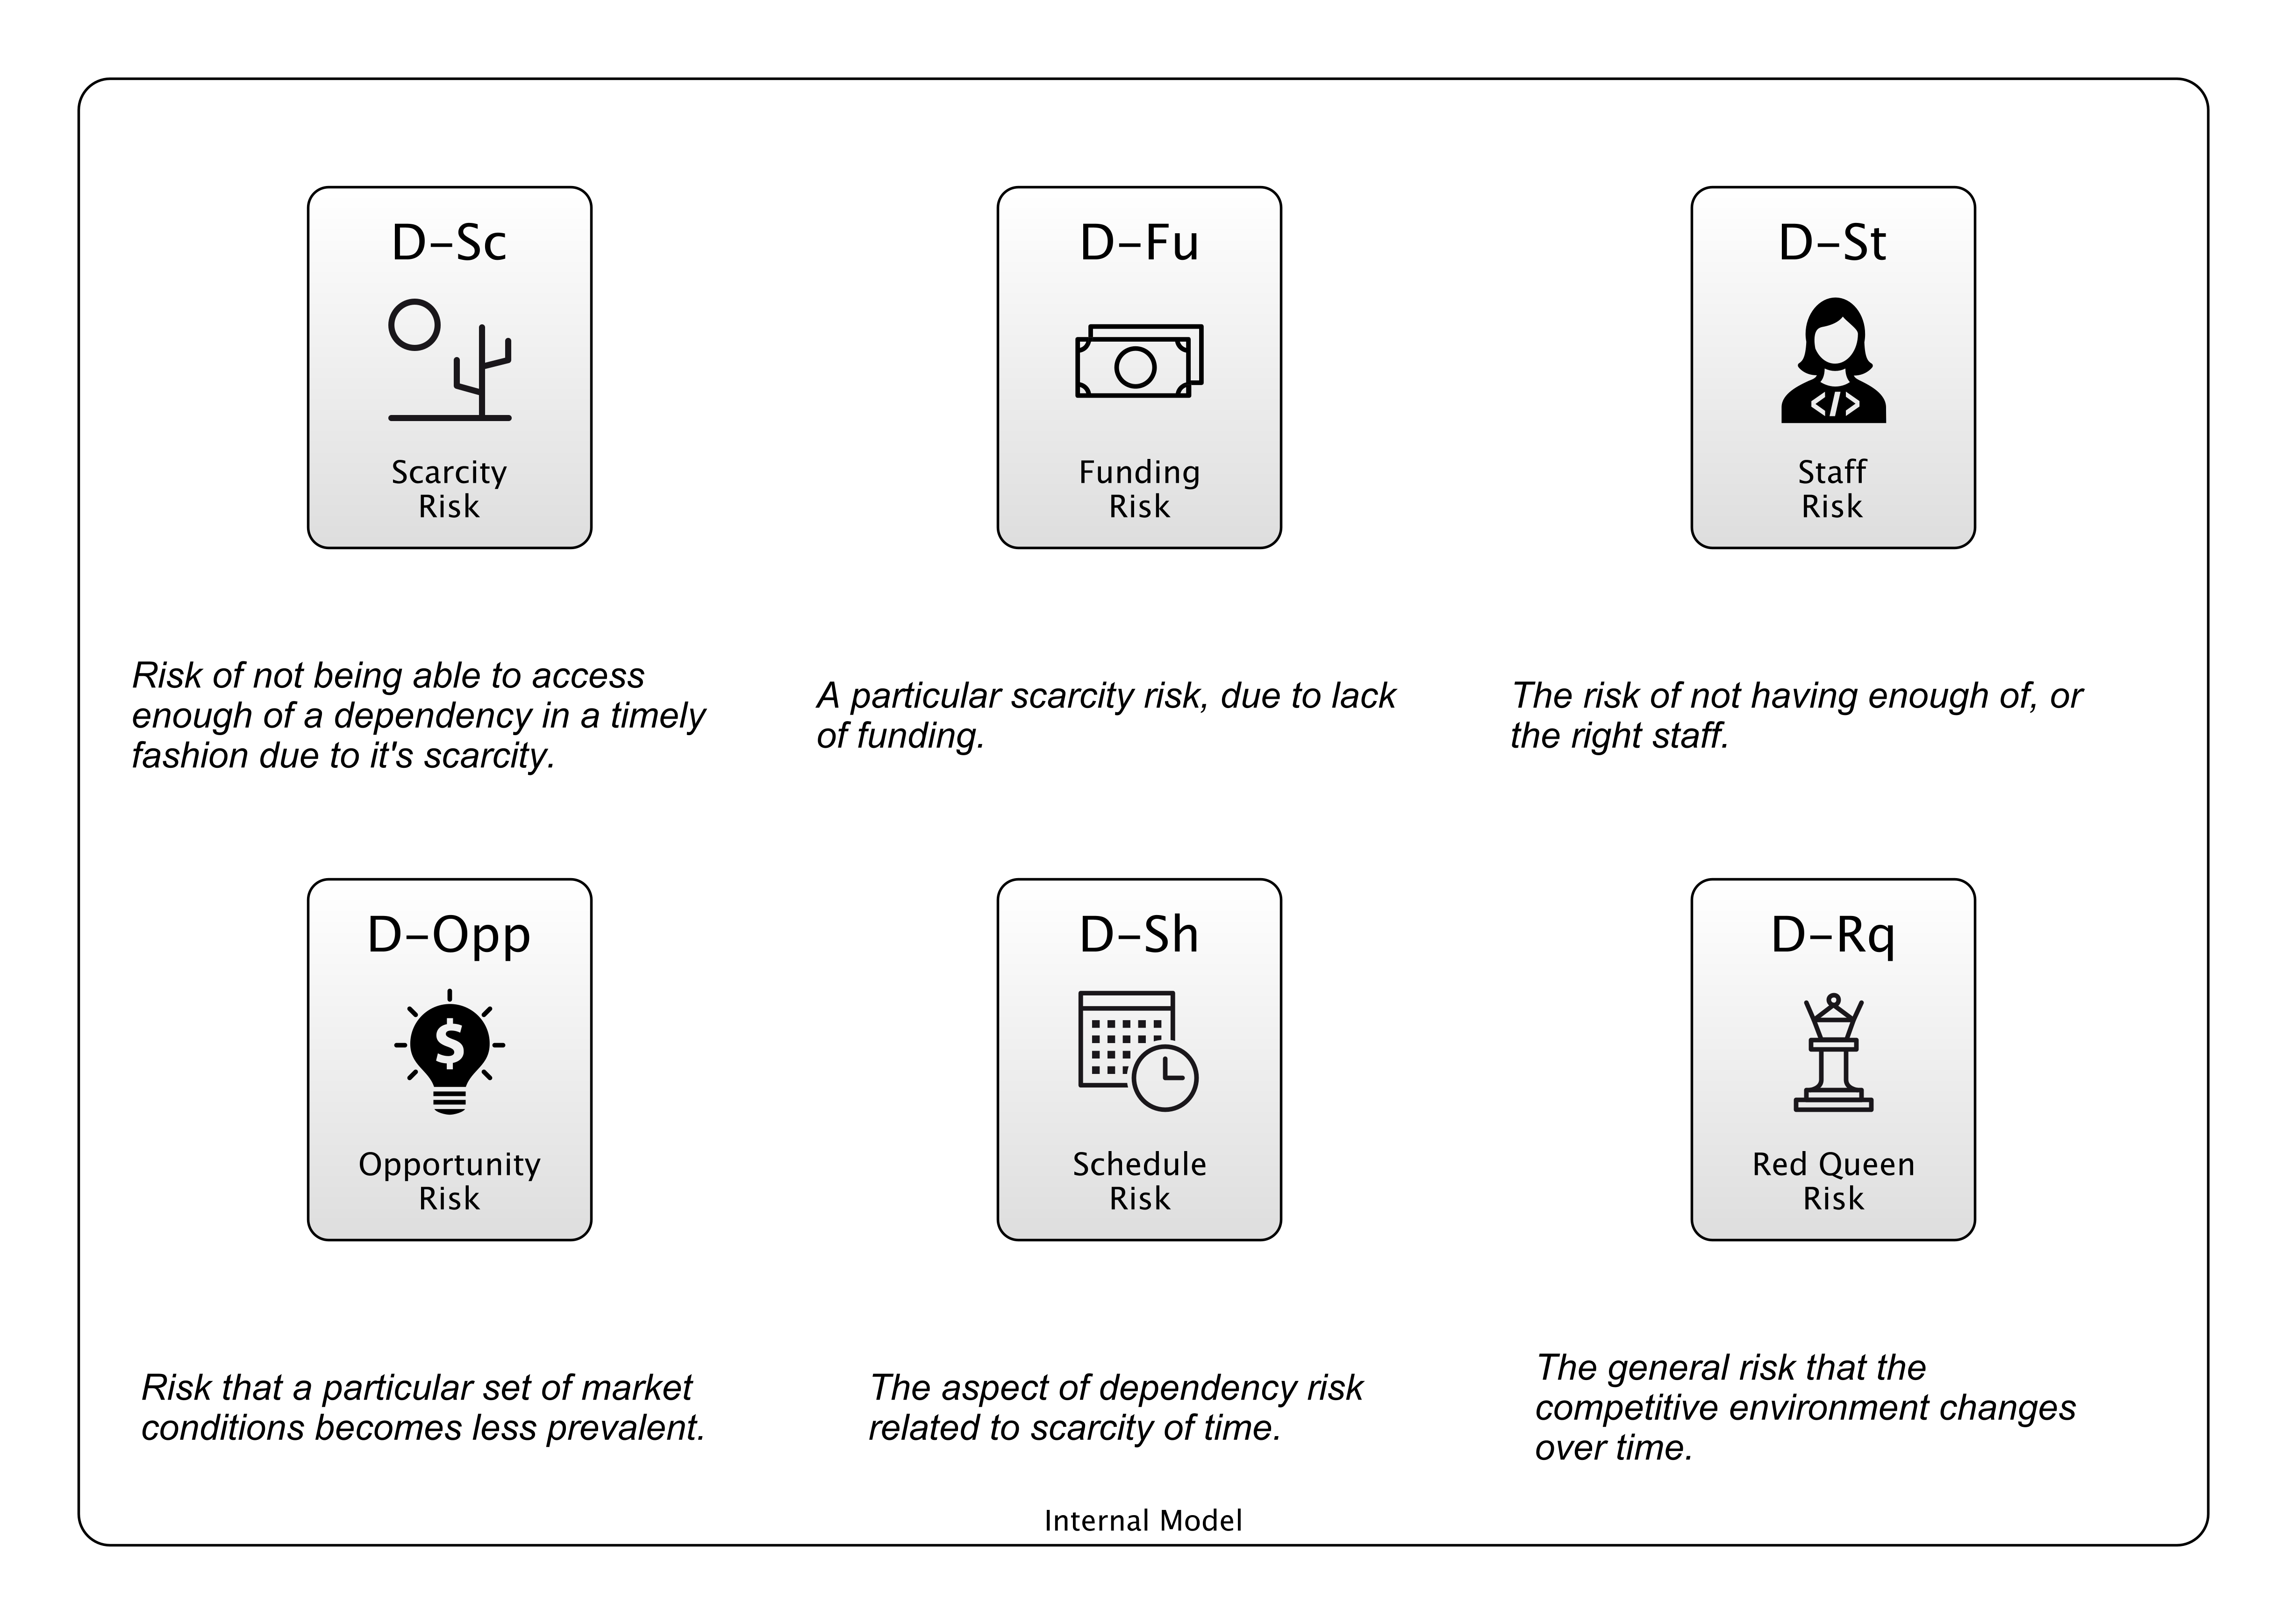 D–Sc
Scarcity
Risk
Risk of not being able to access
enough of a dependency in a timely
fashion due to it's scarcity.
D–Fu
Funding
Risk
A particular scarcity risk, due to lack
of funding.
D–St
</>
Staff
Risk
The risk of not having enough of, or
the right staff.
D–Opp
$
Opportunity
Risk
Risk that a particular set of market
conditions becomes less prevalent.
D–Sh
Schedule
Risk
The aspect of dependency risk
related to scarcity of time.
D–Rq
Red Queen
Risk
The general risk that the
competitive environment changes
over time.
Internal Model